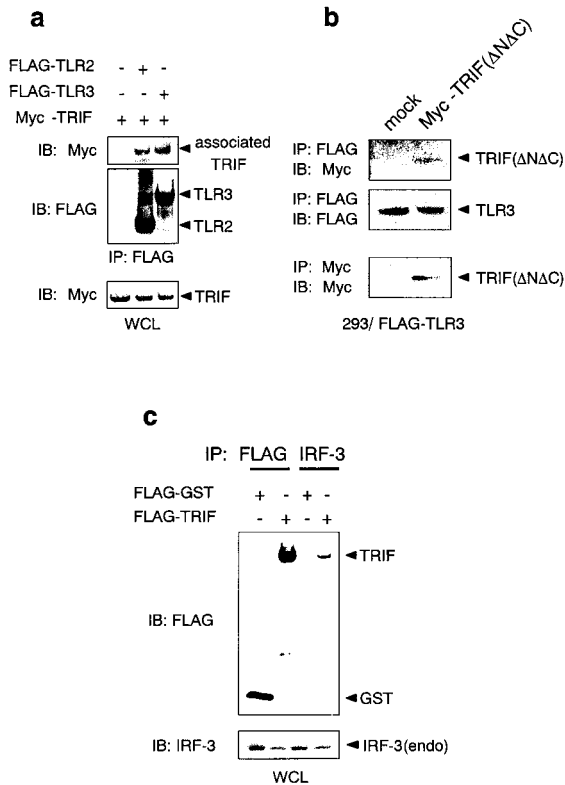 a
FLAG-TLR2 - + -
FLAG-TLR3 - - +
Myc -TRIF + + +
IB: Myc
associated
TRIF
IB: FLAG
TLR3
TLR2
IP: FLAG
IB: Myc
TRIF
WCL
b
mock
Myc -TRIF(ΔNΔC)
IP: FLAG
IB: Myc
TRIF(ΔNΔC)
IP: FLAG
IB: FLAG
TLR3
IP: Myc
IB: Myc
TRIF(ΔNΔC)
293/ FLAG-TLR3
c
IP: FLAG IRF-3
FLAG-GST + - + -
FLAG-TRIF - + - +
TRIF
IB: FLAG
GST
IB: IRF-3
IRF-3(endo)
WCL